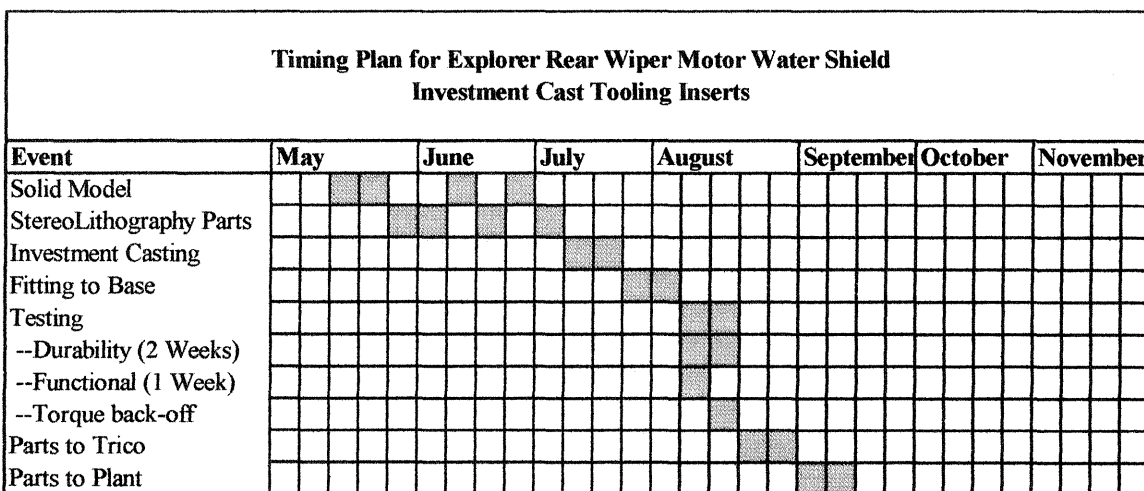 Timing Plan for Explorer Rear Wiper Motor Water Shield
Investment Cast Tooling Inserts
Event May June July August September October November
Solid Model
StereoLithography Parts
Investment Casting
Fitting to Base
Testing
--Durability (2 Weeks)
--Functional (1 Week)
--Torque back-off
Parts to Trico
Parts to Plant